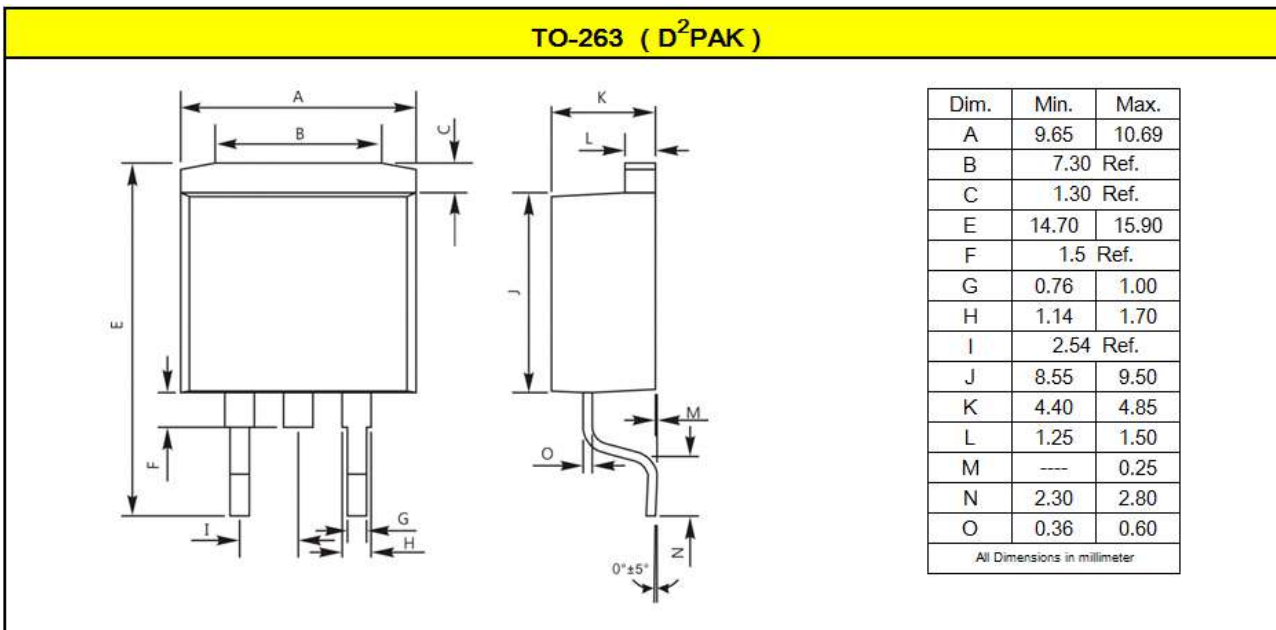 TO-263 ( D²PAK )
A
B
C
K
L
E
J
F
M
O
I
G
H
N
0°±5°
Dim. Min. Max.
A 9.65 10.69
B 7.30 Ref.
C 1.30 Ref.
E 14.70 15.90
F 1.5 Ref.
G 0.76 1.00
H 1.14 1.70
I 2.54 Ref.
J 8.55 9.50
K 4.40 4.85
L 1.25 1.50
M ---- 0.25
N 2.30 2.80
O 0.36 0.60
All Dimensions in millimeter